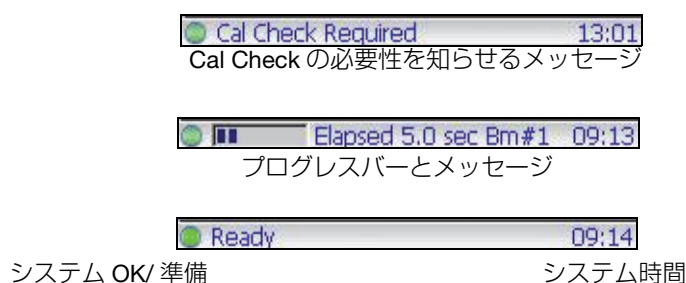 Cal Check Required 13:01
Cal Check の必要性を知らせるメッセージ
Elapsed 5.0 sec Bm#1 09:13
プログレスバーとメッセージ
Ready 09:14
システム OK/ 準備 システム時間